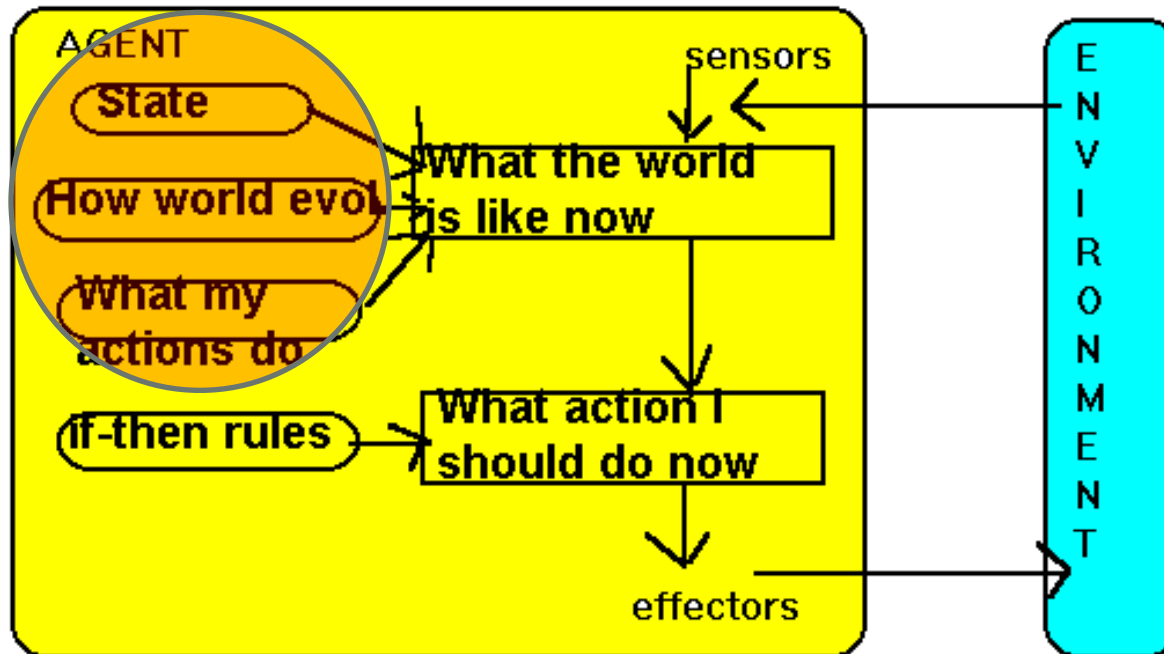 AGENT
sensors
State
What the world
is like now
How world evol
What my
actions do
What action I
should do now
if-then rules
effectors
ENVIRONMENT